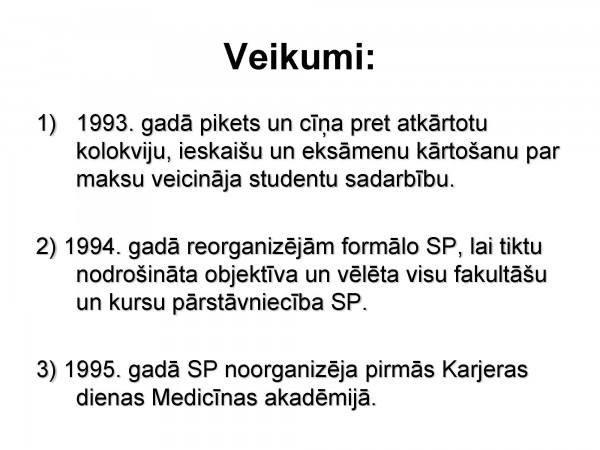 Veikumi:
1) 1993. gadā pikets un cīņa pret atkārtotu
kolokviju, ieskaišu un eksāmenu kārtošanu par
maksu veicināja studentu sadarbību.
2) 1994. gadā reorganizējām formālo SP, lai tiktu
nodrošināta objektīva un vēlēta visu fakultāšu
un kursu pārstāvniecība SP.
3) 1995. gadā SP noorganizēja pirmās Karjeras
dienas Medicīnas akadēmijā.